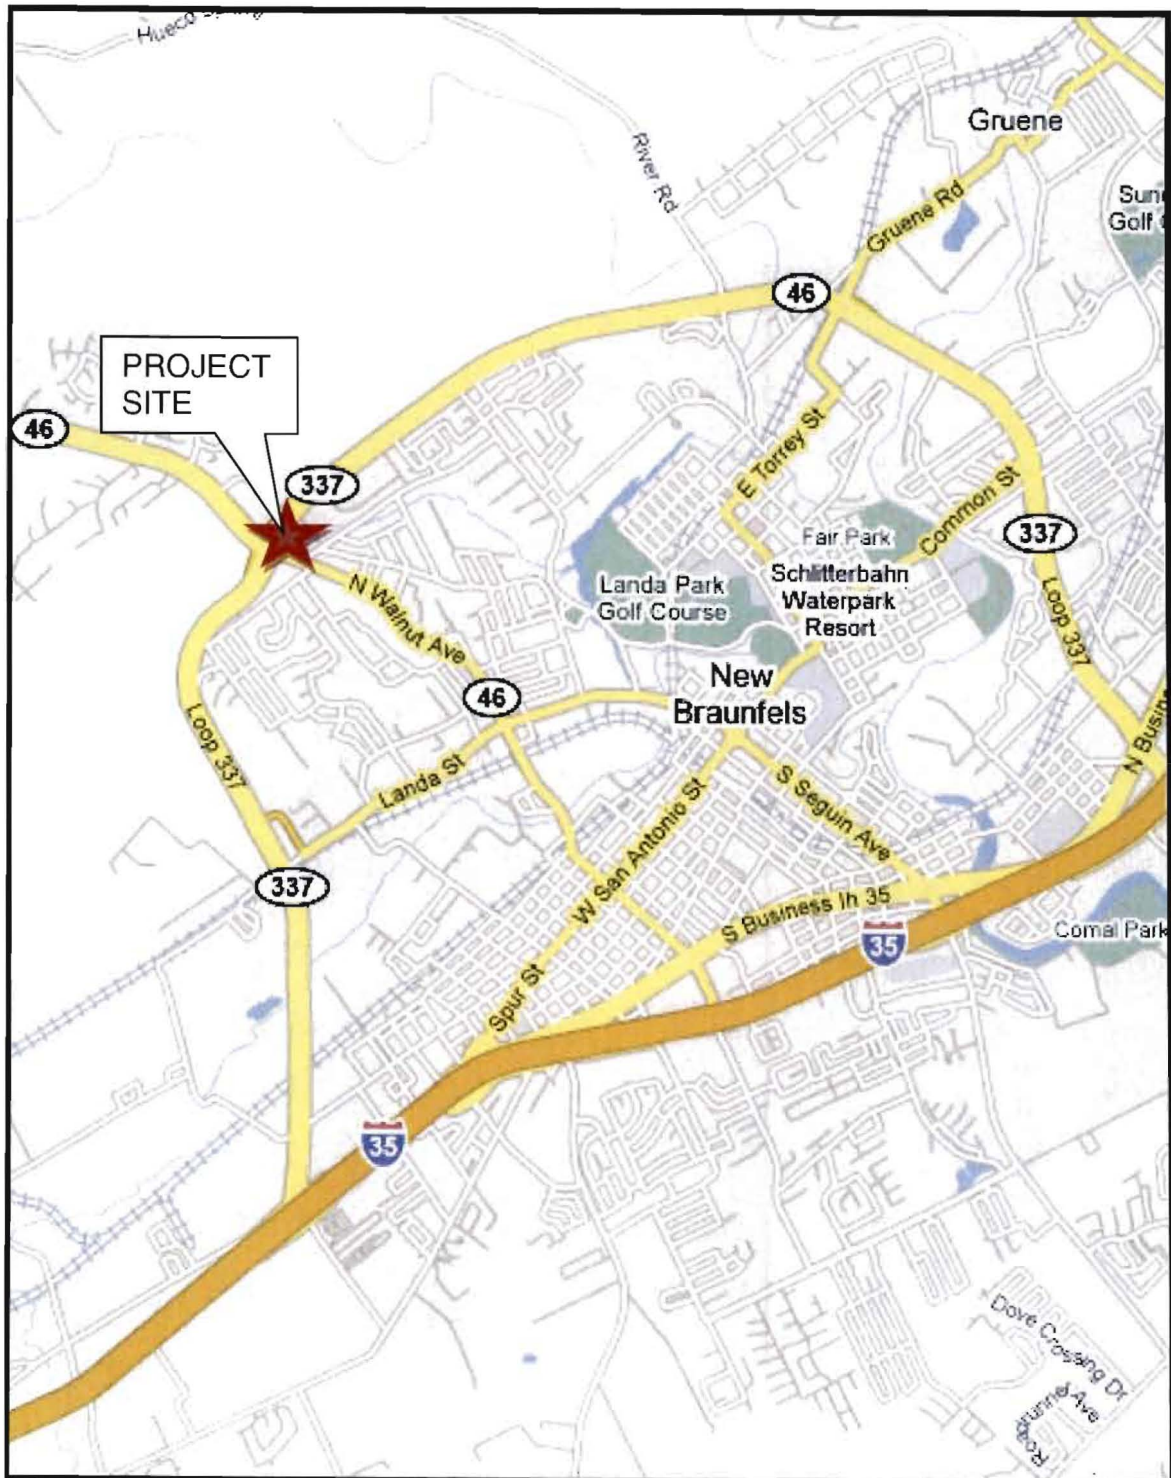 Hueco
River Rd
Gruene
Gruene Rd
Golf
46
PROJECT
SITE
46
337
E Torrey St
Common St
337
Fair Park
Schlitterbahn
Waterpark
Resort
Landa Park
Golf Course
N Walnut Ave
Loop 337
46
New
Braunfels
Loop 337
Landa St
S Seguin Ave
W San Antonio St
337
S Business Ih 35
35
Comal Park
Spur St
35
Dove Crossing Dr